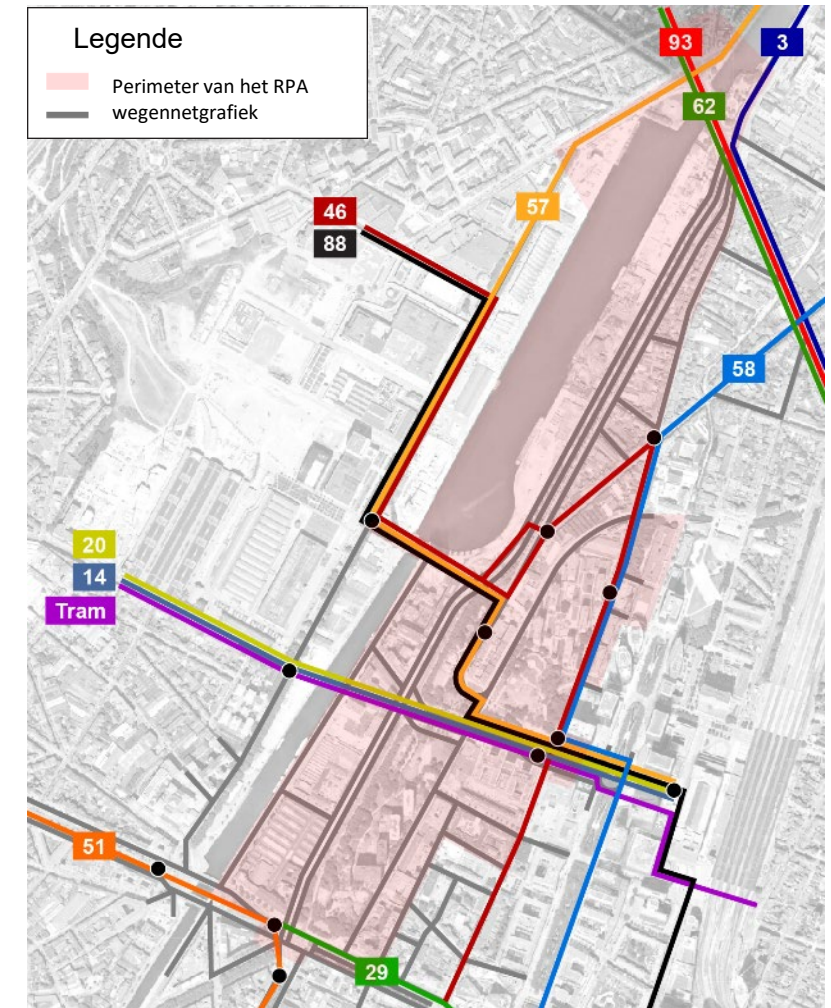 Legende
Perimeter van het RPA
wegennetgrafiek
93
3
62
57
46
88
58
20
14
Tram
51
29